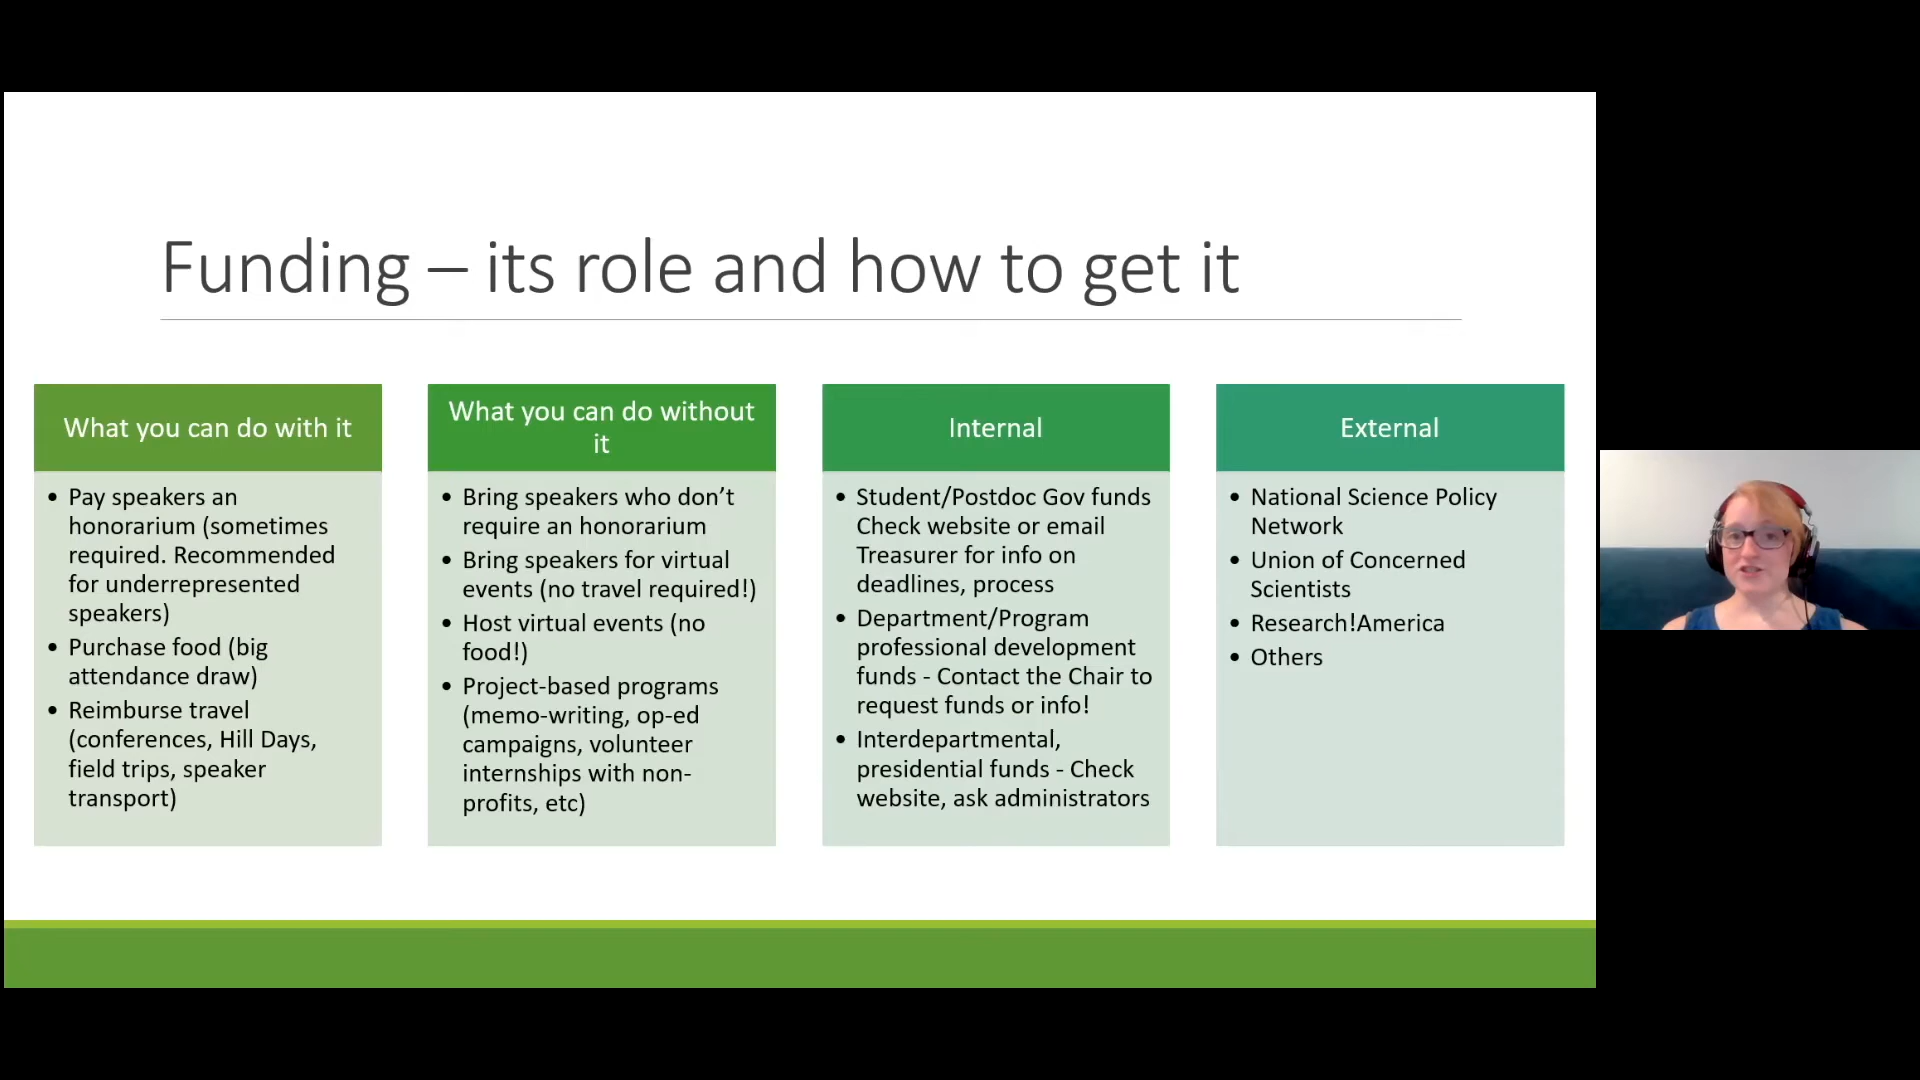 Funding – its role and how to get it
What you can do with it
• Pay speakers an
honorarium (sometimes
required. Recommended
for underrepresented
speakers)
• Purchase food (big
attendance draw)
• Reimburse travel
(conferences, Hill Days,
field trips, speaker
transport)
What you can do without
it
• Bring speakers who don’t
require an honorarium
• Bring speakers for virtual
events (no travel required!)
• Host virtual events (no
food!)
• Project-based programs
(memo-writing, op-ed
campaigns, volunteer
internships with non-
profits, etc)
Internal
• Student/Postdoc Gov funds
Check website or email
Treasurer for info on
deadlines, process
• Department/Program
professional development
funds - Contact the Chair to
request funds or info!
• Interdepartmental,
presidential funds - Check
website, ask administrators
External
• National Science Policy
Network
• Union of Concerned
Scientists
• Research!America
• Others